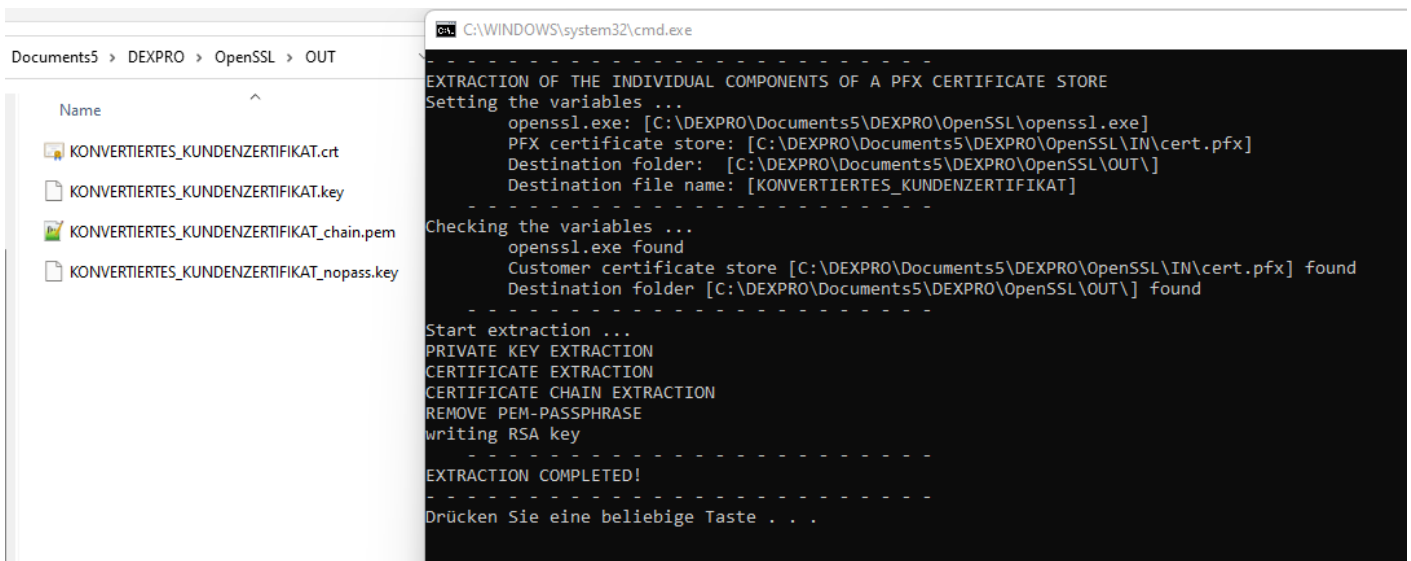 Documents5 > DEXPRO > OpenSSL > OUT
Name
KONVERTIERTES_KUNDENZERTIFIKAT.crt
KONVERTIERTES_KUNDENZERTIFIKAT.key
KONVERTIERTES_KUNDENZERTIFIKAT_chain.pem
KONVERTIERTES_KUNDENZERTIFIKAT_nopass.key
C:\WINDOWS\system32\cmd.exe
- - - - - - - - - - - - - - - - - - - - - - - - -
EXTRACTION OF THE INDIVIDUAL COMPONENTS OF A PFX CERTIFICATE STORE
Setting the variables ...
openssl.exe: [C:\DEXPRO\Documents5\DEXPRO\OpenSSL\openssl.exe]
PFX certificate store: [C:\DEXPRO\Documents5\DEXPRO\OpenSSL\IN\cert.pfx]
Destination folder:  [C:\DEXPRO\Documents5\DEXPRO\OpenSSL\OUT\]
Destination file name: [KONVERTIERTES_KUNDENZERTIFIKAT]
- - - - - - - - - - - - - - - - - - - - - - -
Checking the variables ...
openssl.exe found
Customer certificate store [C:\DEXPRO\Documents5\DEXPRO\OpenSSL\IN\cert.pfx] found
Destination folder [C:\DEXPRO\Documents5\DEXPRO\OpenSSL\OUT\] found
- - - - - - - - - - - - - - - - - - - - - - -
Start extraction ...
PRIVATE KEY EXTRACTION
CERTIFICATE EXTRACTION
CERTIFICATE CHAIN EXTRACTION
REMOVE PEM-PASSPHRASE
writing RSA key
- - - - - - - - - - - - - - - - - - - - - - -
EXTRACTION COMPLETED!
- - - - - - - - - - - - - - - - - - - - - - - - -
Drücken Sie eine beliebige Taste . . .